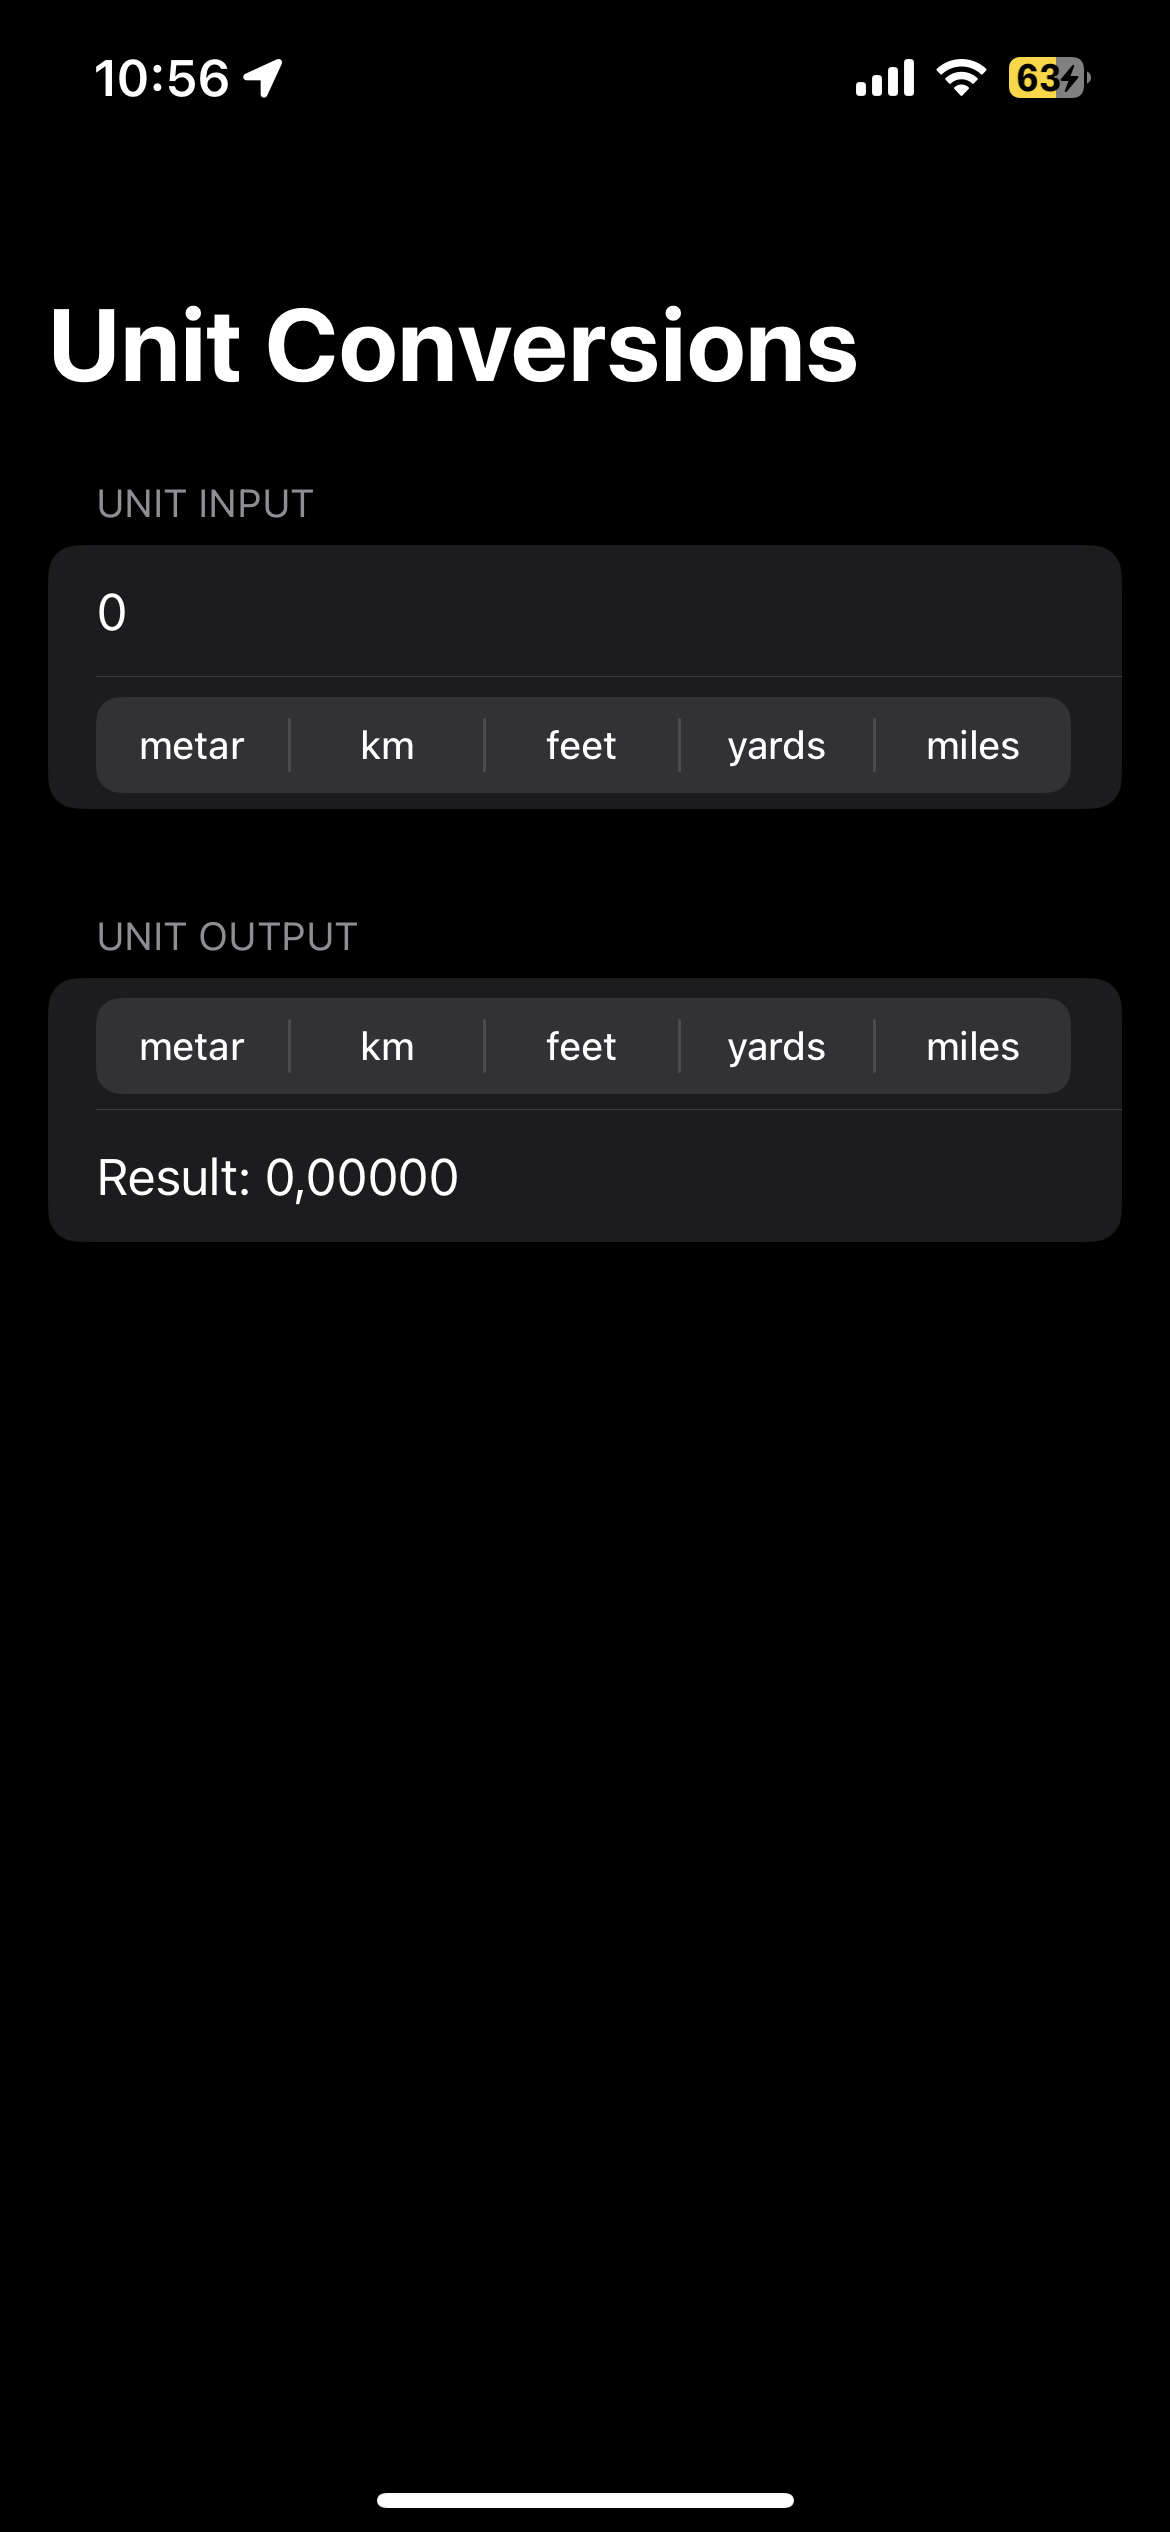 10:56
63
Unit Conversions
UNIT INPUT
0
metar km feet yards miles
UNIT OUTPUT
metar km feet yards miles
Result: 0,00000